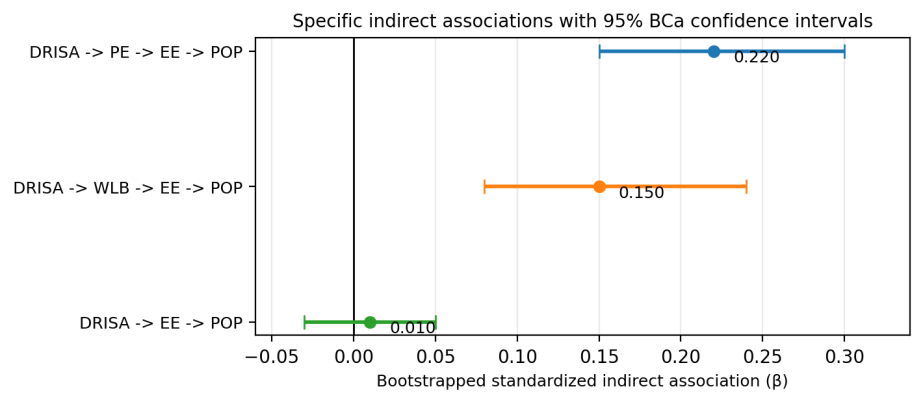 Specific indirect associations with 95% BCa confidence intervals
DRISA -> PE -> EE -> POP
0.220
DRISA -> WLB -> EE -> POP
0.150
DRISA -> EE -> POP
0.010
−0.05 0.00 0.05 0.10 0.15 0.20 0.25 0.30
Bootstrapped standardized indirect association (β)